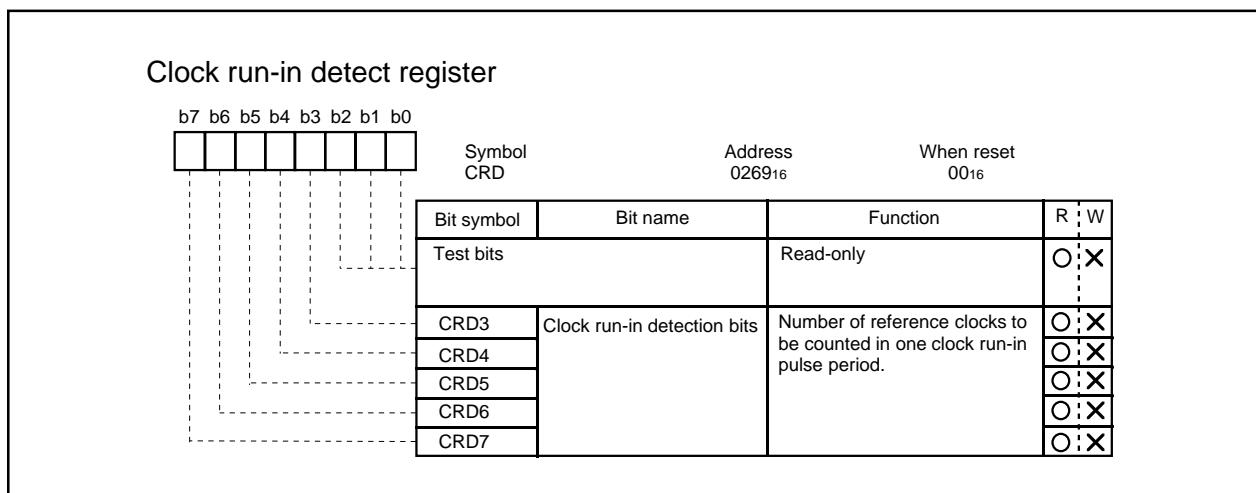 Clock run-in detect register
b7 b6 b5 b4 b3 b2 b1 b0
Symbol Address When reset
CRD 026916 0016
Bit symbol Bit name Function R W
Test bits Read-only O X
CRD3 Clock run-in detection bits Number of reference clocks to be counted in one clock run-in pulse period. O X
CRD4 O X
CRD5 O X
CRD6 O X
CRD7 O X